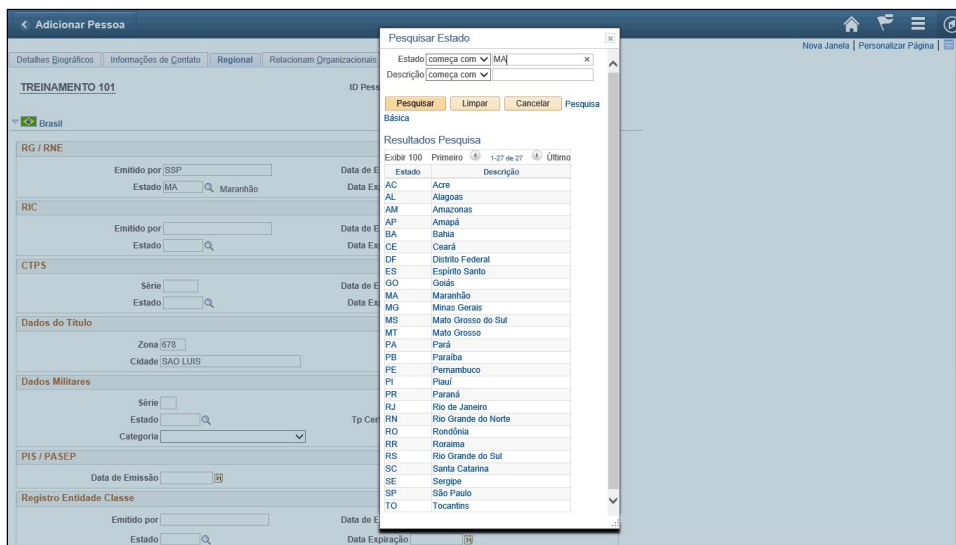 Adicionar Pessoa
Nova Janela | Personalizar Página |
Detalhes Biográficos Informações de Contato Regional Relacionam Organizacionais
TREINAMENTO 101 ID Pess
Brasil
RG / RNE
Emitido por SSP Data de E
Estado MA Maranhão Data Ex
RIC
Emitido por Data de E
Estado Data Ex
CTPS
Série Data de E
Estado Data Ex
Dados do Título
Zona 678
Cidade SAO LUIS
Dados Militares
Série
Estado Tp Cer
Categoria
PIS / PASEP
Data de Emissão
Registro Entidade Classe
Emitido por Data de E
Estado Data Expiração
Pesquisar Estado
Estado começa com MA
Descrição começa com
Pesquisar Limpar Cancelar Pesquisa
Básica
Resultados Pesquisa
Exibir 100 Primeiro 1-27 de 27 Último
Estado Descrição
AC Acre
AL Alagoas
AM Amazonas
AP Amapá
BA Bahia
CE Ceará
DF Distrito Federal
ES Espírito Santo
GO Goiás
MA Maranhão
MG Minas Gerais
MS Mato Grosso do Sul
MT Mato Grosso
PA Pará
PB Paraíba
PE Pernambuco
PI Piauí
PR Paraná
RJ Rio de Janeiro
RN Rio Grande do Norte
RO Rondônia
RR Roraima
RS Rio Grande do Sul
SC Santa Catarina
SE Sergipe
SP São Paulo
TO Tocantins